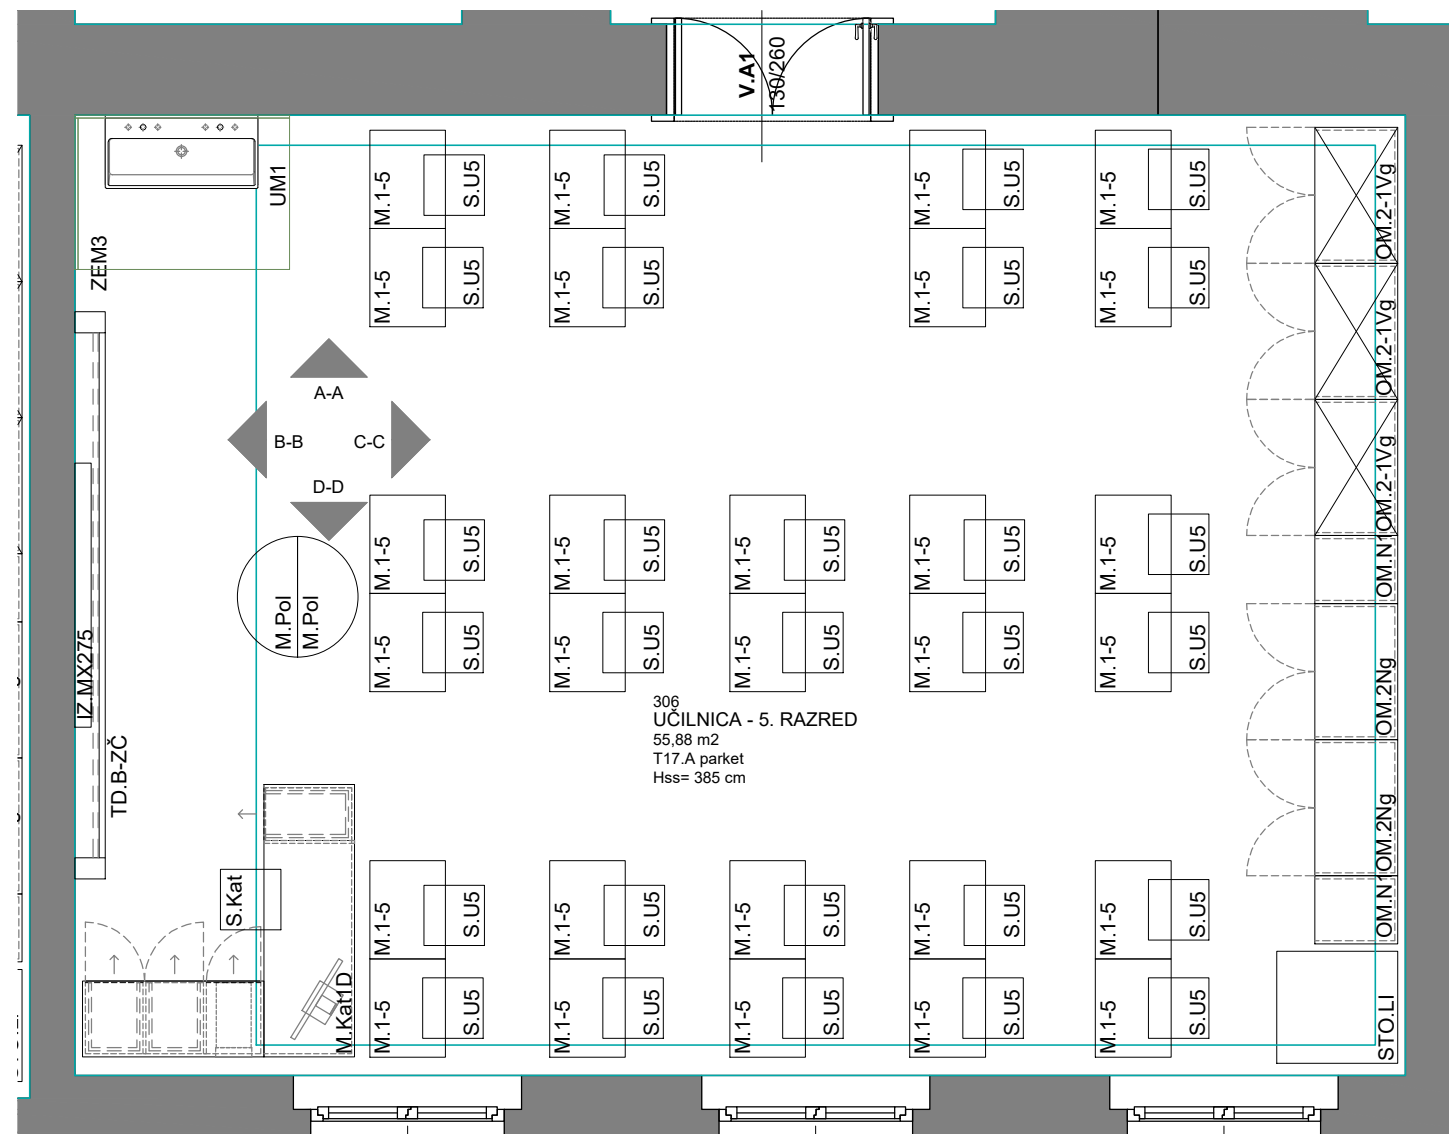 V.A1
130/260
UM1
ZEM3
M.1-5
S.U5
M.1-5
S.U5
M.1-5
S.U5
M.1-5
S.U5
OM.2-1Vg
M.1-5
S.U5
M.1-5
S.U5
M.1-5
S.U5
M.1-5
S.U5
OM.2-1Vg
A-A
B-B
C-C
D-D
OM.2-1Vg
M.1-5
S.U5
M.1-5
S.U5
M.1-5
S.U5
M.1-5
S.U5
M.1-5
S.U5
OM.N1
M.Pol
M.Pol
M.1-5
S.U5
M.1-5
S.U5
M.1-5
S.U5
M.1-5
S.U5
M.1-5
S.U5
IZ.MX275
OM.2Ng
306
UČILNICA - 5. RAZRED
55,88 m2
T17.A parket
Hss= 385 cm
TD.B-ZČ
OM.2Ng
S.Kat
M.1-5
S.U5
M.1-5
S.U5
M.1-5
S.U5
M.1-5
S.U5
M.1-5
S.U5
OM.N1
M.Kat1D
M.1-5
S.U5
M.1-5
S.U5
M.1-5
S.U5
M.1-5
S.U5
M.1-5
S.U5
STO.LI